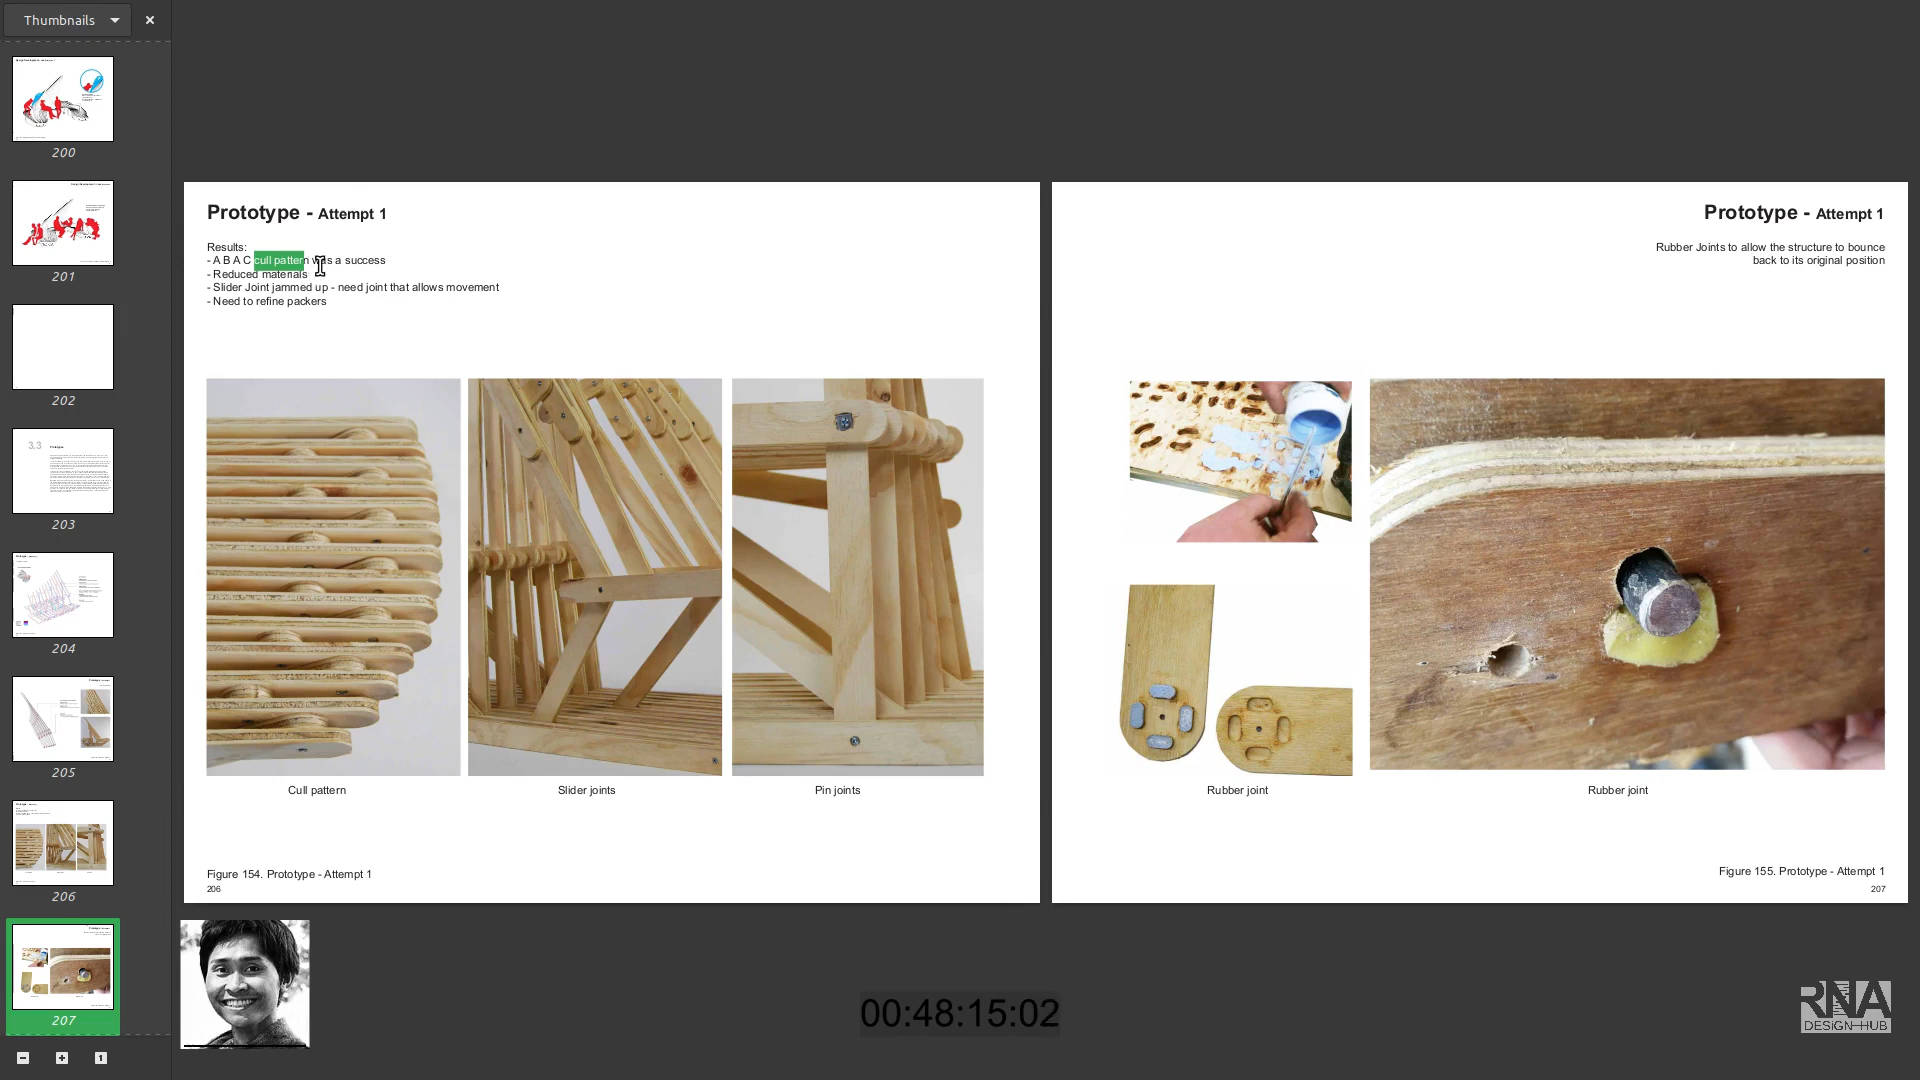 Thumbnails
200
201
202
3.3
203
204
205
206
207
Prototype - Attempt 1
Results:
- A B A C cull pattern was a success
- Reduced materials
- Slider Joint jammed up - need joint that allows movement
- Need to refine packers
Cull pattern
Slider joints
Pin joints
Figure 154. Prototype - Attempt 1
206
Prototype - Attempt 1
Rubber Joints to allow the structure to bounce
back to its original position
Rubber joint
Rubber joint
Figure 155. Prototype - Attempt 1
207
00:48:15:02
RNA
DESiGN-HUB